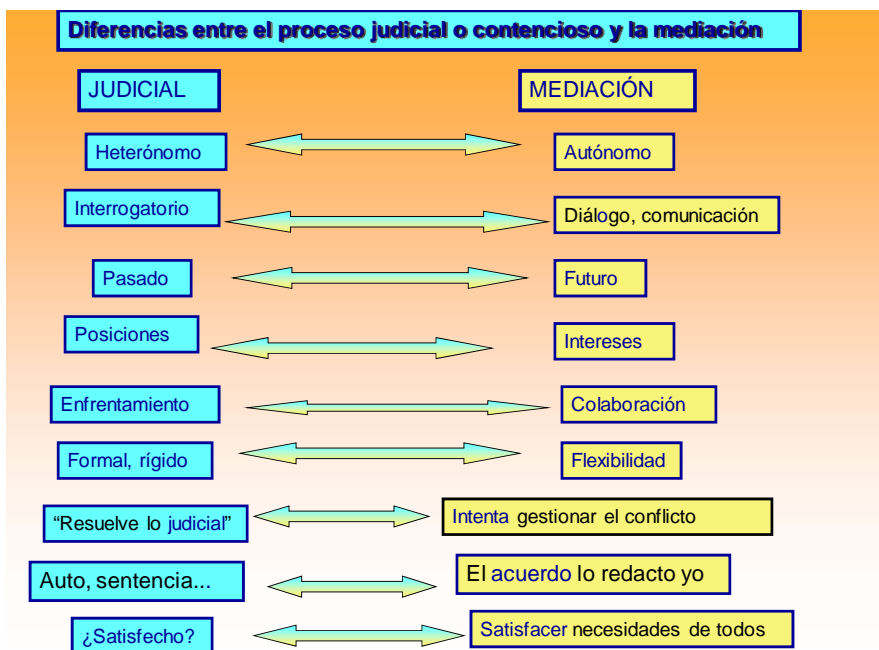 Diferencias entre el proceso judicial o contencioso y la mediación
JUDICIAL MEDIACIÓN
Heterónomo Autónomo
Interrogatorio Diálogo, comunicación
Pasado Futuro
Posiciones Intereses
Enfrentamiento Colaboración
Formal, rígido Flexibilidad
“Resuelve lo judicial” Intenta gestionar el conflicto
Auto, sentencia... El acuerdo lo redacto yo
¿Satisfecho? Satisfacer necesidades de todos